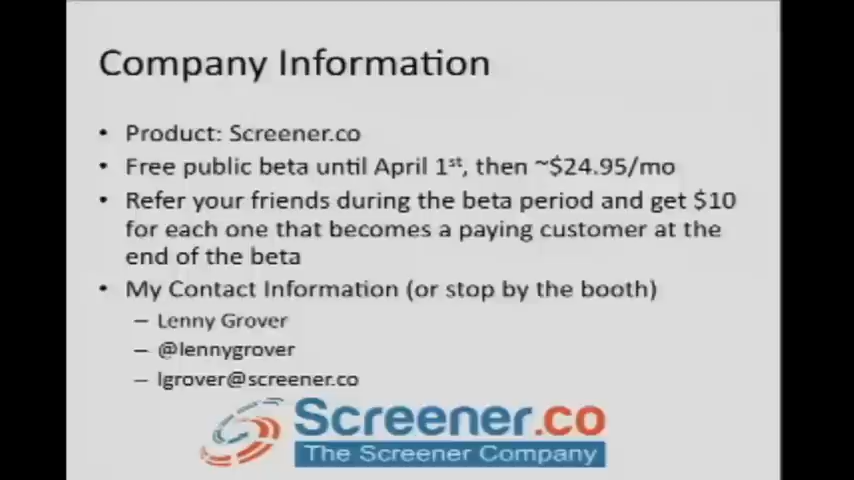 Company Information
• Product: Screener.co
• Free public beta until April 1st, then ~$24.95/mo
• Refer your friends during the beta period and get $10
for each one that becomes a paying customer at the
end of the beta
• My Contact Information (or stop by the booth)
– Lenny Grover
– @lennygrover
– lgrover@screener.co
Screener.co
The Screener Company